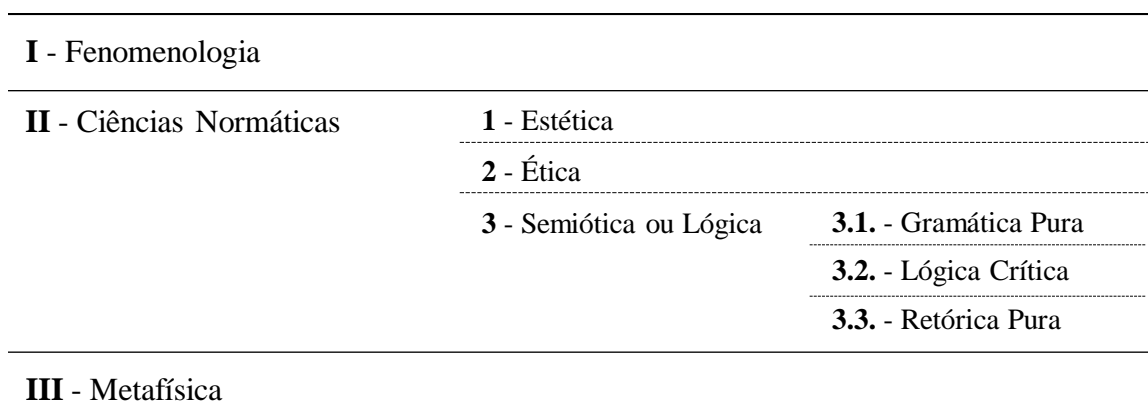 I - Fenomenologia
II - Ciências Normáticas
1 - Estética
2 - Ética
3 - Semiótica ou Lógica
3.1. - Gramática Pura
3.2. - Lógica Crítica
3.3. - Retórica Pura
III - Metafísica